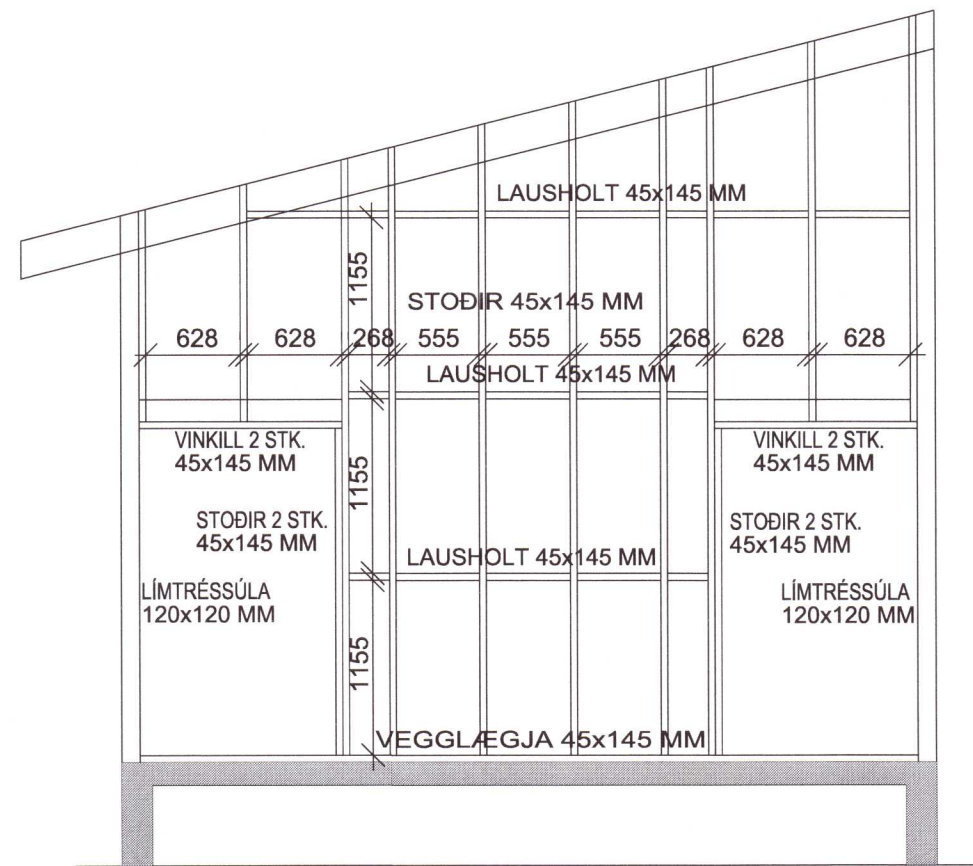 LAUSHOLT 45x145 MM
1155
STOÐIR 45x145 MM
628 628 268 555 555 555 268 628 628
LAUSHOLT 45x145 MM
VINKILL 2 STK.
45x145 MM
VINKILL 2 STK.
45x145 MM
1155
STOÐIR 2 STK.
45x145 MM
STOÐIR 2 STK.
45x145 MM
LAUSHOLT 45x145 MM
LÍMTRÉSSÚLA
120x120 MM
LÍMTRÉSSÚLA
120x120 MM
1155
VEGGLÆGJA 45x145 MM